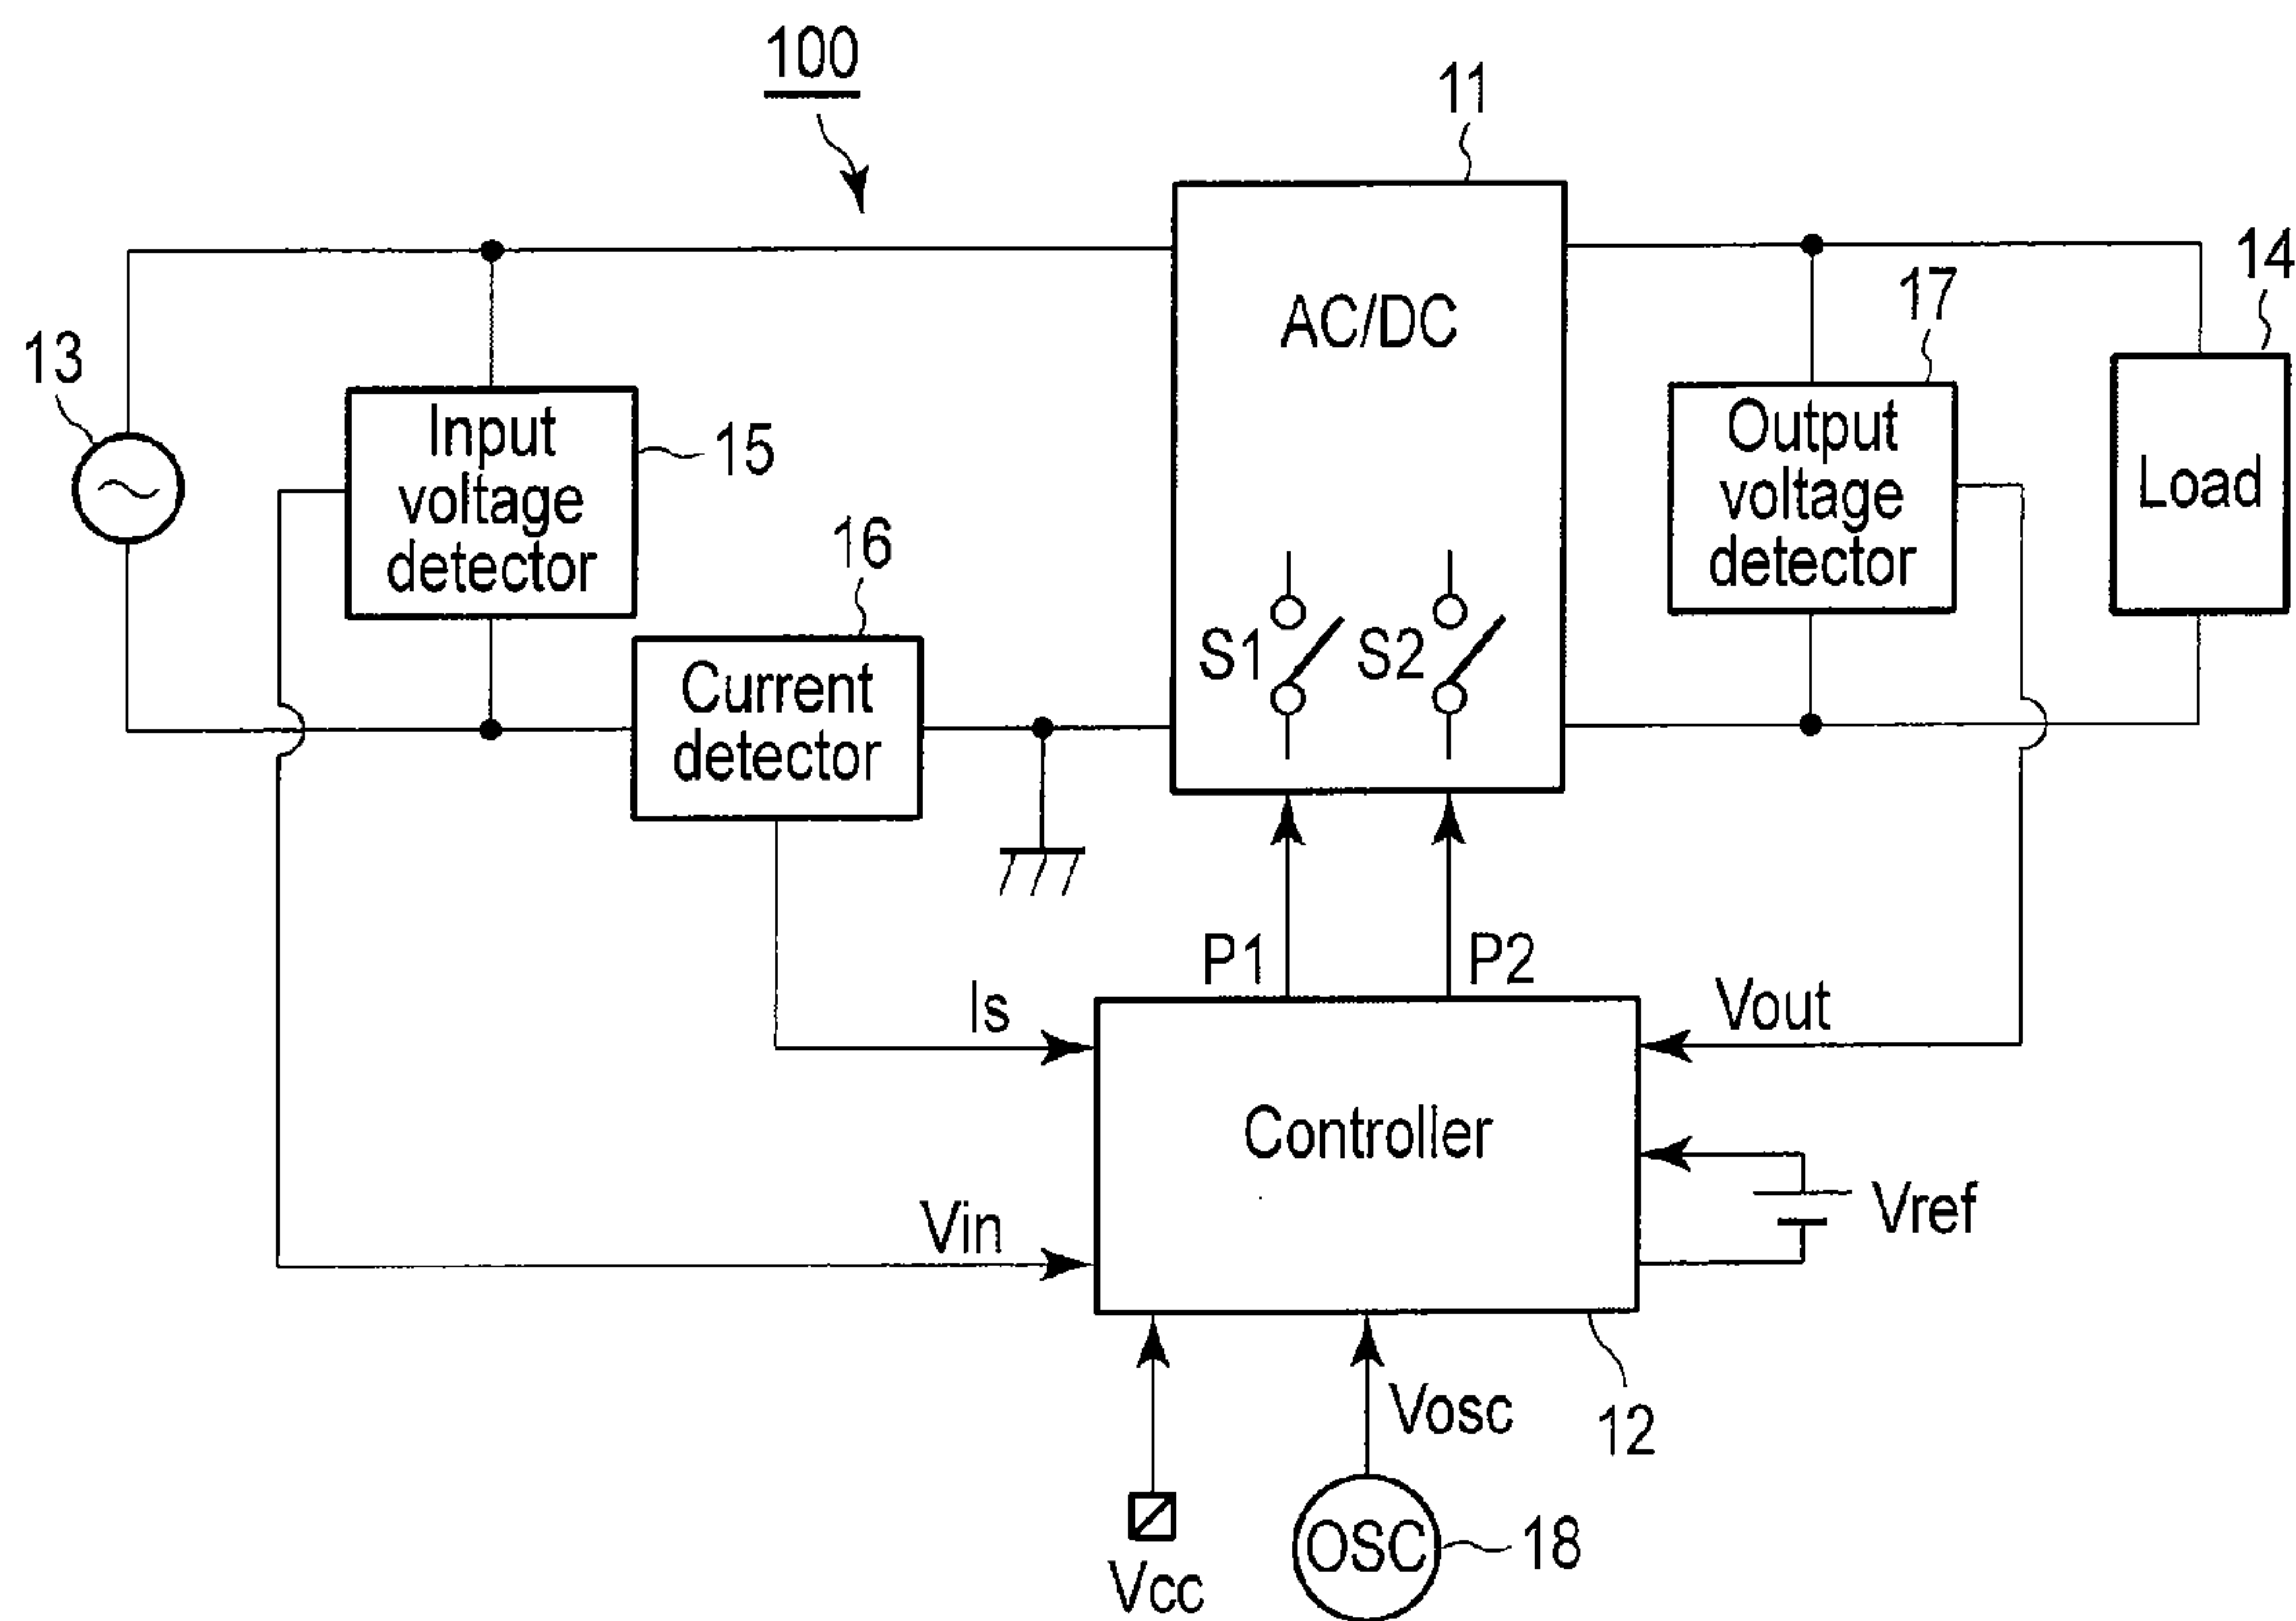 100
11
14
17
13
AC/DC
Input
voltage
detector
15
Output
voltage
detector
Load
16
S1
S2
Current
detector
P1
P2
Is
Vout
Controller
Vin
Vref
Vosc
12
OSC
18
Vcc